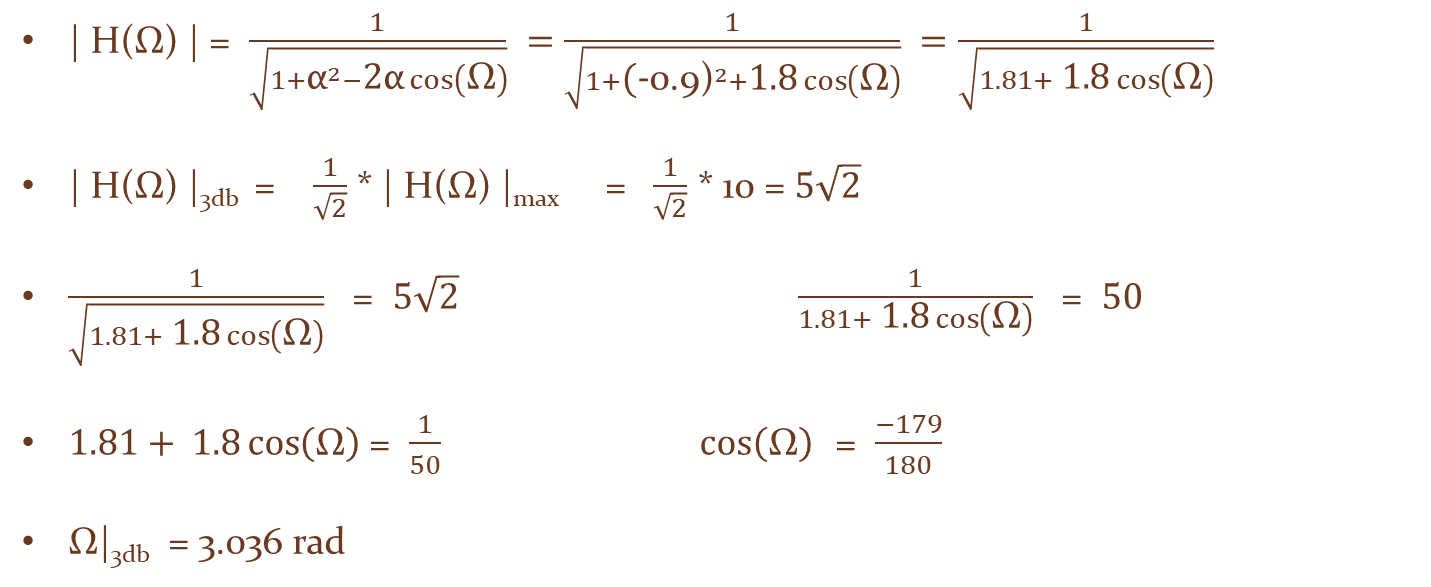 • | H(Ω) | = 1/√(1+α²−2α cos(Ω)) = 1/√(1+(-0.9)²+1.8 cos(Ω)) = 1/√(1.81+ 1.8 cos(Ω))
• | H(Ω) |3db = 1/√2 * | H(Ω) |max = 1/√2 * 10 = 5√2
• 1/√(1.81+ 1.8 cos(Ω)) = 5√2 1/(1.81+ 1.8 cos(Ω)) = 50
• 1.81 + 1.8 cos(Ω) = 1/50 cos(Ω) = −179/180
• Ω|3db = 3.036 rad